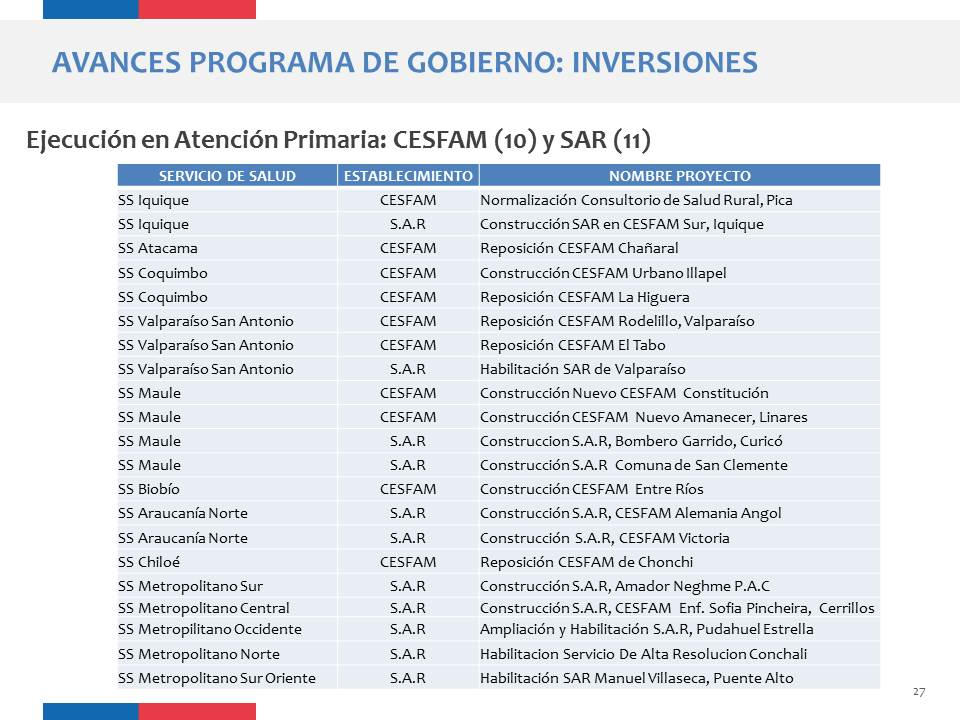 AVANCES PROGRAMA DE GOBIERNO: INVERSIONES
Ejecución en Atención Primaria: CESFAM (10) y SAR (11)
SERVICIO DE SALUD ESTABLECIMIENTO NOMBRE PROYECTO
SS Iquique CESFAM Normalización Consultorio de Salud Rural, Pica
SS Iquique S.A.R Construcción SAR en CESFAM Sur, Iquique
SS Atacama CESFAM Reposición CESFAM Chañaral
SS Coquimbo CESFAM Construcción CESFAM Urbano Illapel
SS Coquimbo CESFAM Reposición CESFAM La Higuera
SS Valparaíso San Antonio CESFAM Reposición CESFAM Rodelillo, Valparaíso
SS Valparaíso San Antonio CESFAM Reposición CESFAM El Tabo
SS Valparaíso San Antonio S.A.R Habilitación SAR de Valparaíso
SS Maule CESFAM Construcción Nuevo CESFAM Constitución
SS Maule CESFAM Construcción CESFAM Nuevo Amanecer, Linares
SS Maule S.A.R Construccion S.A.R, Bombero Garrido, Curicó
SS Maule S.A.R Construcción S.A.R Comuna de San Clemente
SS Biobío CESFAM Construcción CESFAM Entre Ríos
SS Araucanía Norte S.A.R Construcción S.A.R, CESFAM Alemania Angol
SS Araucanía Norte S.A.R Construcción S.A.R, CESFAM Victoria
SS Chiloé CESFAM Reposición CESFAM de Chonchi
SS Metropolitano Sur S.A.R Construcción S.A.R, Amador Neghme P.A.C
SS Metropolitano Central S.A.R Construcción S.A.R, CESFAM Enf. Sofia Pincheira, Cerrillos
SS Metropilitano Occidente S.A.R Ampliación y Habilitación S.A.R, Pudahuel Estrella
SS Metropolitano Norte S.A.R Habilitacion Servicio De Alta Resolucion Conchali
SS Metropolitano Sur Oriente S.A.R Habilitación SAR Manuel Villaseca, Puente Alto
27